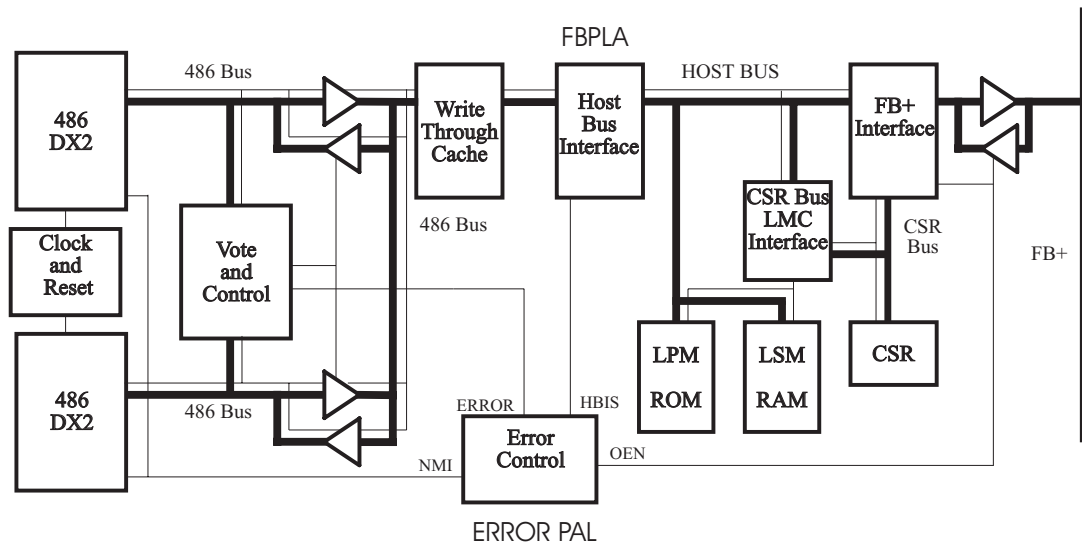 FBPLA
486 Bus
HOST BUS
486
DX2
Write
Through
Cache
Host
Bus
Interface
FB+
Interface
CSR Bus
LMC
Interface
486 Bus
CSR
Bus
FB+
Clock
and
Reset
Vote
and
Control
LPM
ROM
LSM
RAM
CSR
486
DX2
486 Bus
ERROR
HBIS
Error
Control
NMI
OEN
ERROR PAL